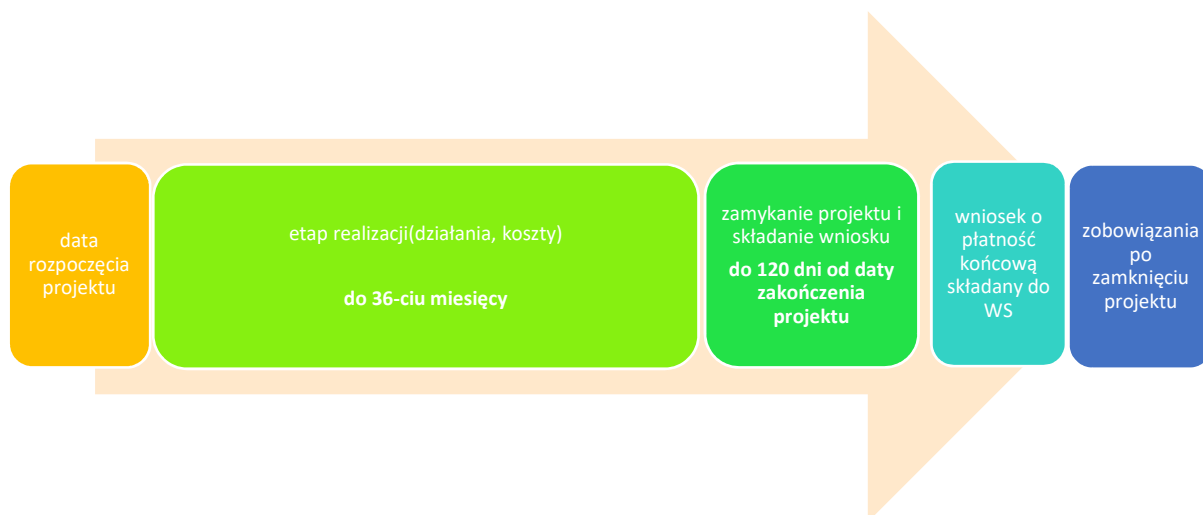 data
rozpoczęcia
projektu
etap realizacji(działania, koszty)
do 36-ciu miesięcy
zamykanie projektu i
składanie wniosku
do 120 dni od daty
zakończenia
projektu
wniosek o
płatność
końcową
składany do
WS
zobowiązania
po
zamknięciu
projektu